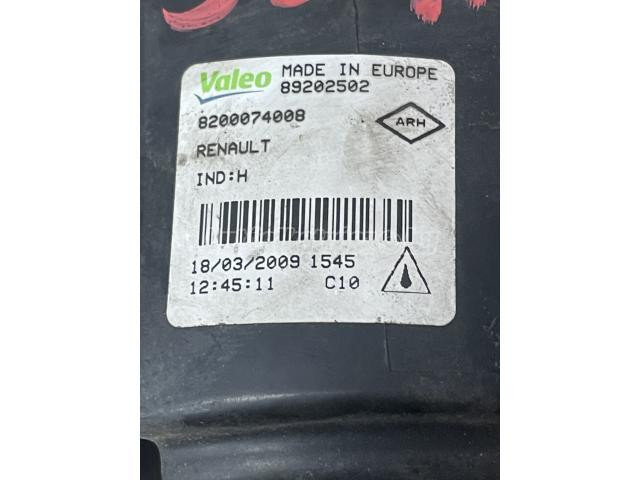 Valeo MADE IN EUROPE
89202502
8200074008
ARH
RENAULT
IND:H
18/03/2009 1545
12:45:11 C10